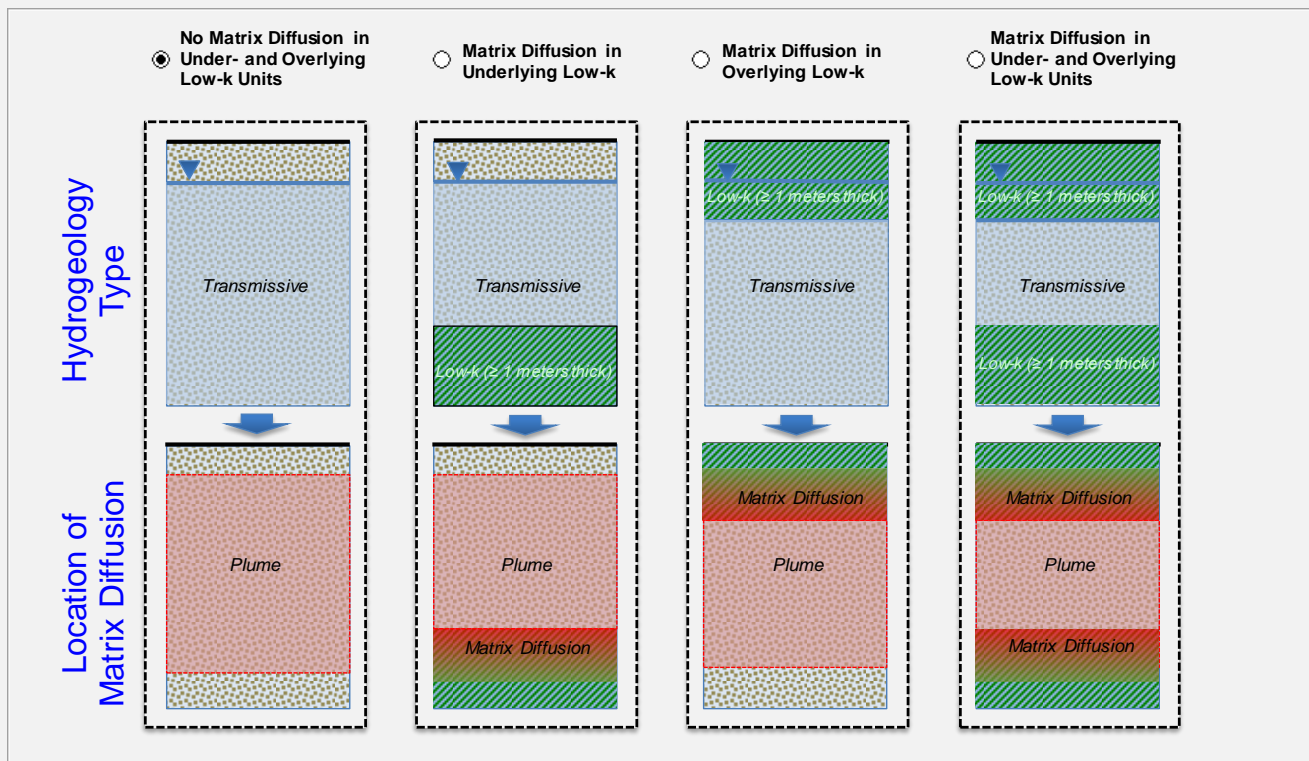 No Matrix Diffusion in
Under- and Overlying
Low-k Units
Matrix Diffusion in
Underlying Low-k
Matrix Diffusion in
Overlying Low-k
Matrix Diffusion in
Under- and Overlying
Low-k Units
Hydrogeology
Type
Transmissive
Transmissive
Low-k (≥ 1 meters thick)
Low-k (≥ 1 meters thick)
Transmissive
Low-k (≥ 1 meters thick)
Transmissive
Low-k (≥ 1 meters thick)
Location of
Matrix Diffusion
Plume
Plume
Matrix Diffusion
Matrix Diffusion
Plume
Matrix Diffusion
Plume
Matrix Diffusion